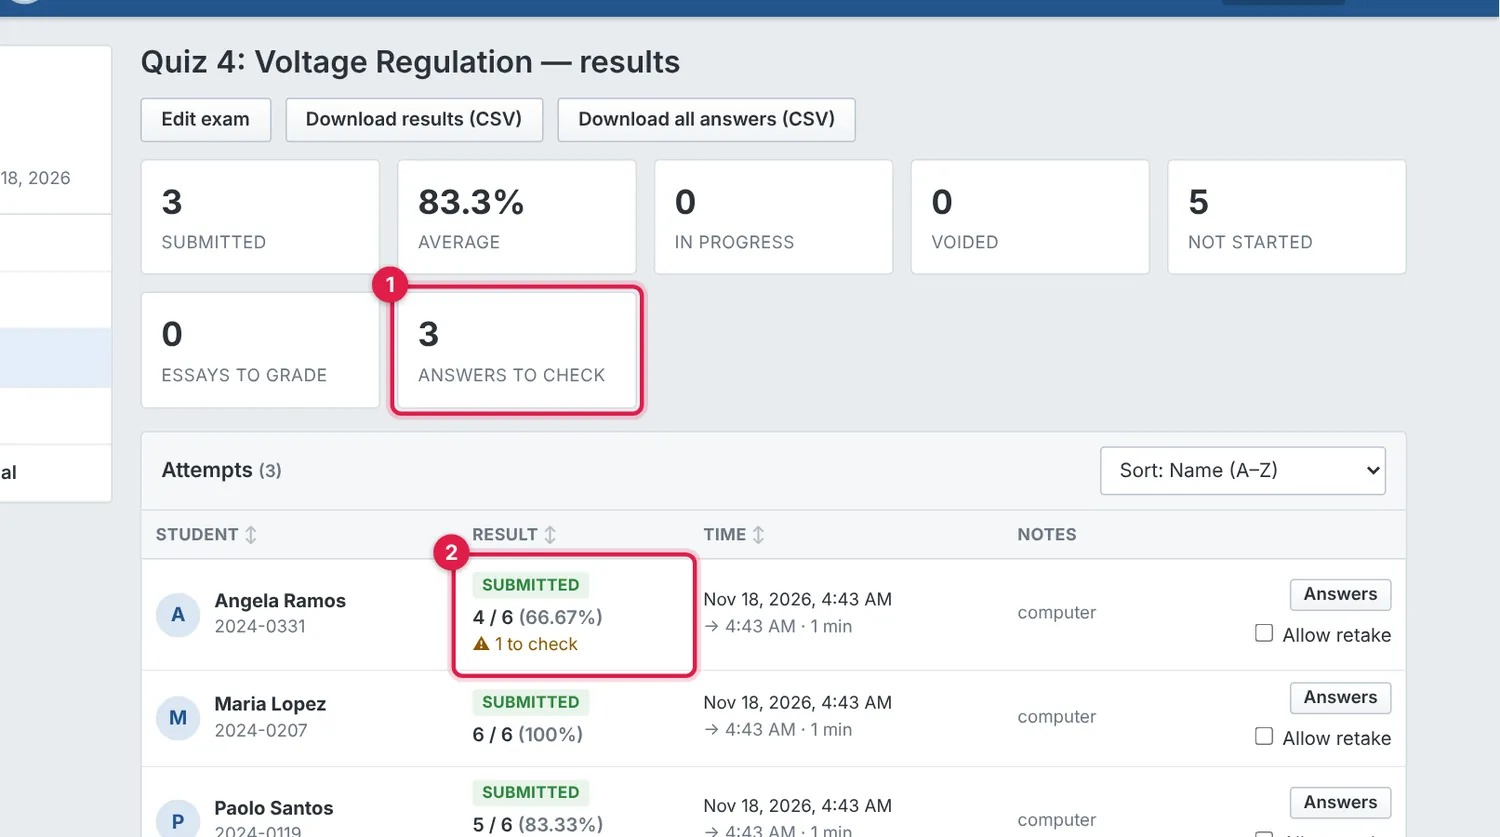 18, 2026
al
Quiz 4: Voltage Regulation — results
Edit exam
Download results (CSV)
Download all answers (CSV)
3
SUBMITTED
83.3%
AVERAGE
0
IN PROGRESS
0
VOIDED
5
NOT STARTED
0
ESSAYS TO GRADE
1
3
ANSWERS TO CHECK
Attempts (3)
Sort: Name (A–Z)
STUDENT
RESULT
TIME
NOTES
2
A
Angela Ramos
2024-0331
SUBMITTED
4 / 6 (66.67%)
1 to check
Nov 18, 2026, 4:43 AM
→ 4:43 AM · 1 min
computer
Answers
Allow retake
M
Maria Lopez
2024-0207
SUBMITTED
6 / 6 (100%)
Nov 18, 2026, 4:43 AM
→ 4:43 AM · 1 min
computer
Answers
Allow retake
P
Paolo Santos
2024-0119
SUBMITTED
5 / 6 (83.33%)
Nov 18, 2026, 4:43 AM
→ 4:43 AM · 1 min
computer
Answers